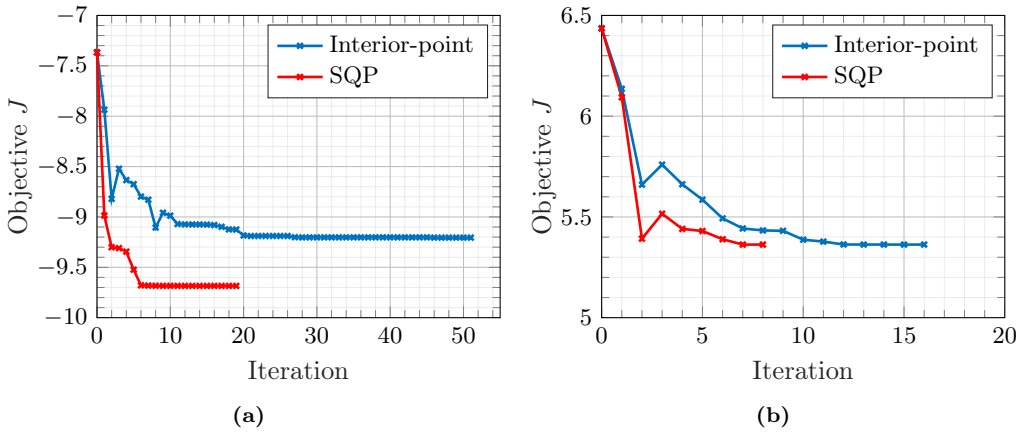 −7
−7.5
−8
−8.5
−9
−9.5
−10
0
10
20
30
40
50
Objective J
Iteration
Interior-point
SQP
(a)
6.5
6
5.5
5
0
5
10
15
20
Objective J
Iteration
Interior-point
SQP
(b)